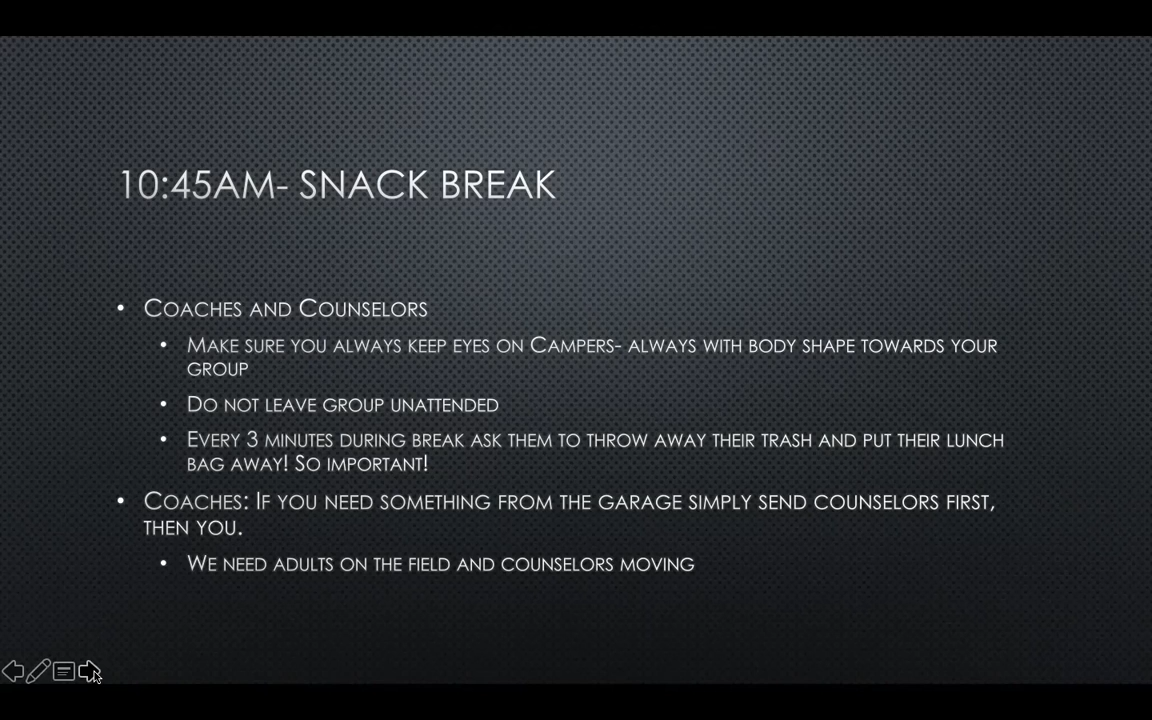 10:45AM- SNACK BREAK
• COACHES AND COUNSELORS
• MAKE SURE YOU ALWAYS KEEP EYES ON CAMPERS- ALWAYS WITH BODY SHAPE TOWARDS YOUR
GROUP
• DO NOT LEAVE GROUP UNATTENDED
• EVERY 3 MINUTES DURING BREAK ASK THEM TO THROW AWAY THEIR TRASH AND PUT THEIR LUNCH
BAG AWAY! SO IMPORTANT!
• COACHES: IF YOU NEED SOMETHING FROM THE GARAGE SIMPLY SEND COUNSELORS FIRST,
THEN YOU.
• WE NEED ADULTS ON THE FIELD AND COUNSELORS MOVING